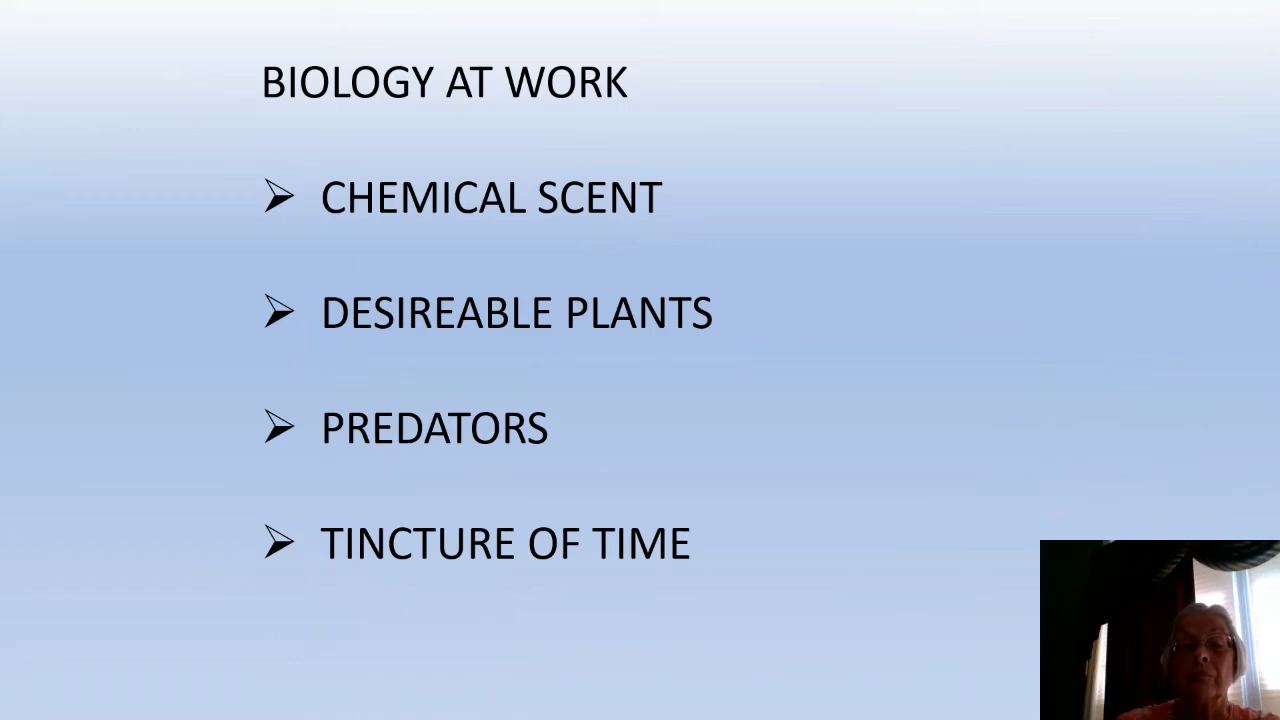 BIOLOGY AT WORK
➢ CHEMICAL SCENT
➢ DESIREABLE PLANTS
➢ PREDATORS
➢ TINCTURE OF TIME